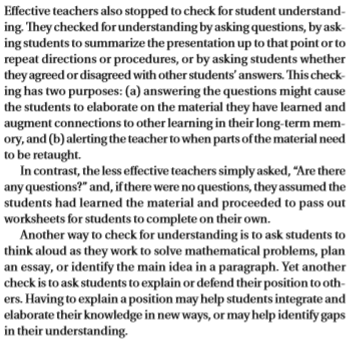 Effective teachers also stopped to check for student understand-
ing. They checked for understanding by asking questions, by ask-
ing students to summarize the presentation up to that point or to
repeat directions or procedures, or by asking students whether
they agreed or disagreed with other students' answers. This check-
ing has two purposes: (a) answering the questions might cause
the students to elaborate on the material they have learned and
augment connections to other learning in their long-term mem-
ory, and (b) alerting the teacher to when parts of the material need
to be retaught.
In contrast, the less effective teachers simply asked, “Are there
any questions?” and, if there were no questions, they assumed the
students had learned the material and proceeded to pass out
worksheets for students to complete on their own.
Another way to check for understanding is to ask students to
think aloud as they work to solve mathematical problems, plan
an essay, or identify the main idea in a paragraph. Yet another
check is to ask students to explain or defend their position to oth-
ers. Having to explain a position may help students integrate and
elaborate their knowledge in new ways, or may help identify gaps
in their understanding.